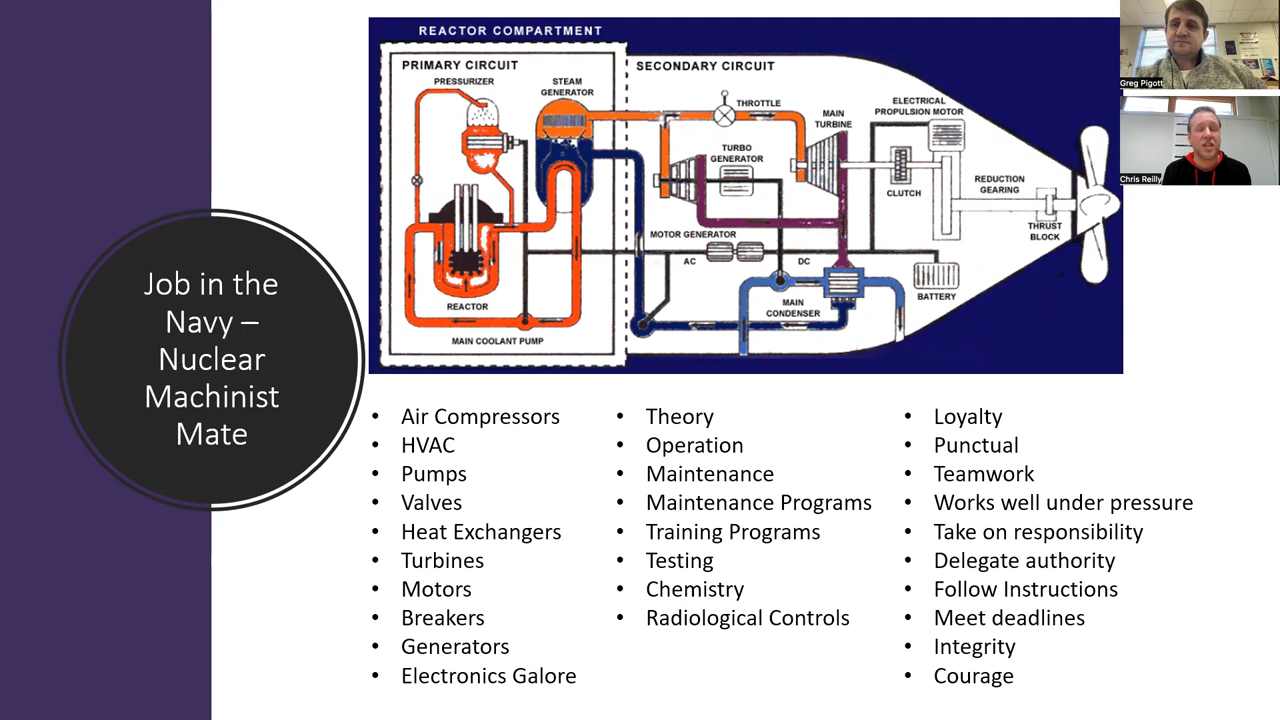 Job in the
Navy –
Nuclear
Machinist
Mate
REACTOR COMPARTMENT
PRIMARY CIRCUIT
PRESSURIZER
STEAM
GENERATOR
REACTOR
MAIN COOLANT PUMP
SECONDARY CIRCUIT
THROTTLE
MAIN
TURBINE
ELECTRICAL
PROPULSION MOTOR
TURBO
GENERATOR
CLUTCH
REDUCTION
GEARING
THRUST
BLOCK
MOTOR GENERATOR
AC
DC
MAIN
CONDENSER
BATTERY
Greg Pigott
Chris Reilly
• Air Compressors
• HVAC
• Pumps
• Valves
• Heat Exchangers
• Turbines
• Motors
• Breakers
• Generators
• Electronics Galore
• Theory
• Operation
• Maintenance
• Maintenance Programs
• Training Programs
• Testing
• Chemistry
• Radiological Controls
• Loyalty
• Punctual
• Teamwork
• Works well under pressure
• Take on responsibility
• Delegate authority
• Follow Instructions
• Meet deadlines
• Integrity
• Courage